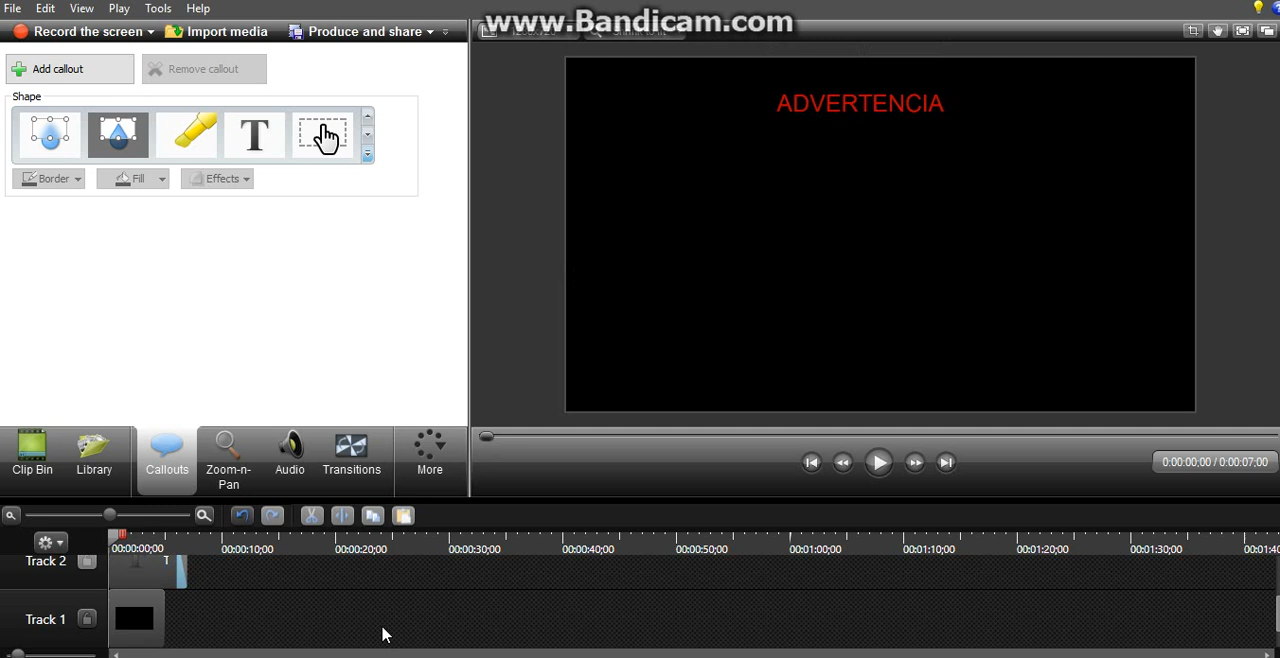 File Edit View Play Tools Help
www.Bandicam.com
Record the screen Import media Produce and share
Add callout Remove callout
Shape
T
Border Fill Effects
ADVERTENCIA
Clip Bin Library Callouts Zoom-n-Pan Audio Transitions More
0:00:00;00 / 0:00:07;00
00:00:00;00 00:00:10;00 00:00:20;00 00:00:30;00 00:00:40;00 00:00:50;00 00:01:00;00 00:01:10;00 00:01:20;00 00:01:30;00
Track 2 T
Track 1